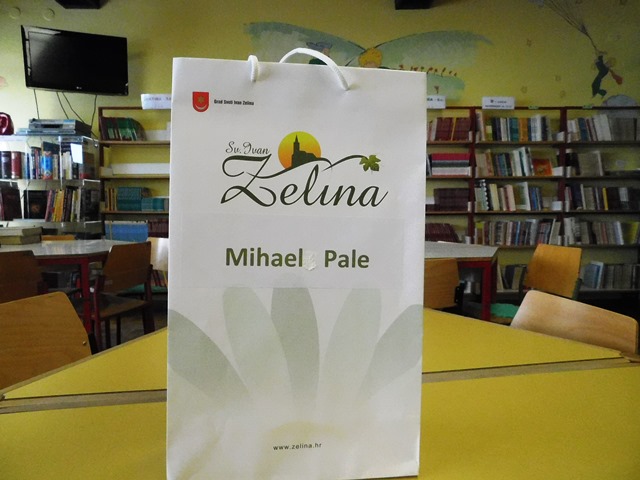 Grad Sveti Ivan Zelina
Sv. Ivan
Zelina
Mihael Pale
www.zelina.hr